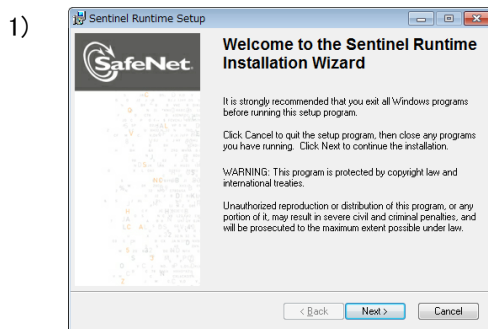 1)
Sentinel Runtime Setup
SafeNet.
Welcome to the Sentinel Runtime
Installation Wizard
It is strongly recommended that you exit all Windows programs
before running this setup program.
Click Cancel to quit the setup program, then close any programs
you have running. Click Next to continue the installation.
WARNING: This program is protected by copyright law and
international treaties.
Unauthorized reproduction or distribution of this program, or any
portion of it, may result in severe civil and criminal penalties, and
will be prosecuted to the maximum extent possible under law.
< Back
Next >
Cancel